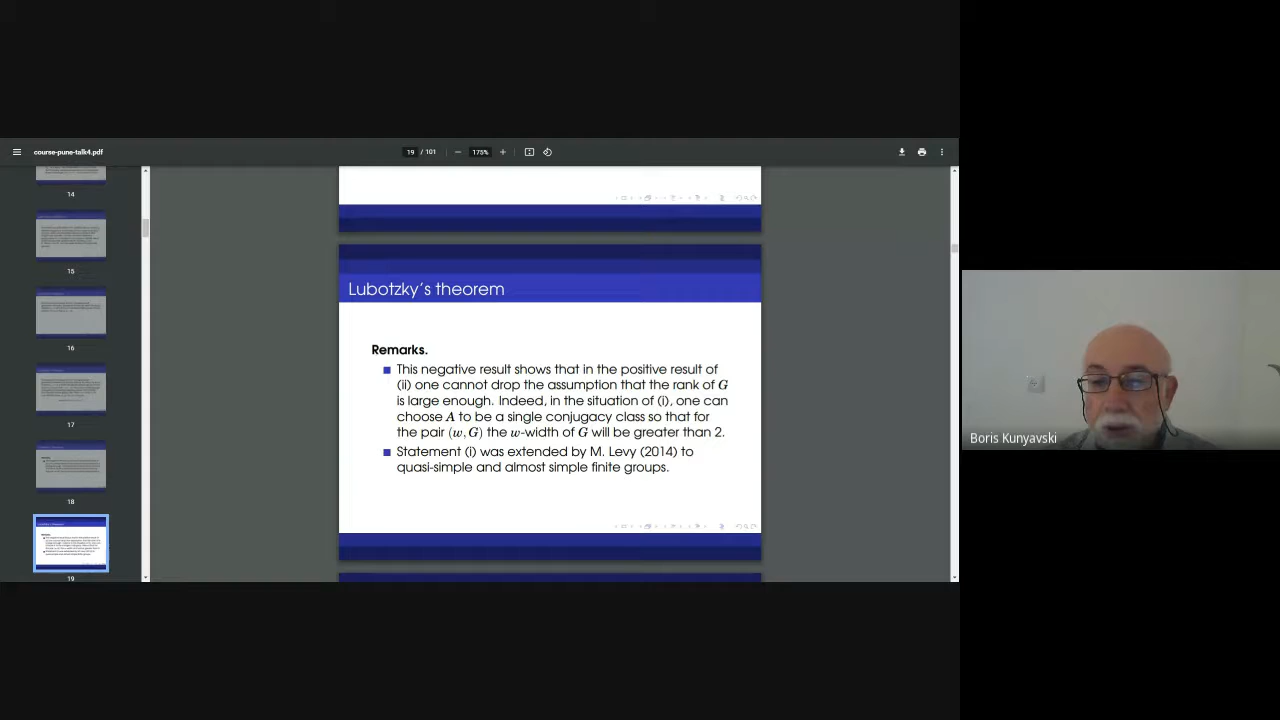 course-pune-talk4.pdf
19 / 101
175%
14
15
16
17
18
19
Lubotzky's theorem
Remarks.
This negative result shows that in the positive result of
(ii) one cannot drop the assumption that the rank of G
is large enough. Indeed, in the situation of (i), one can
choose A to be a single conjugacy class so that for
the pair (w, G) the w-width of G will be greater than 2.
Statement (i) was extended by M. Levy (2014) to
quasi-simple and almost simple finite groups.
Boris Kunyavski